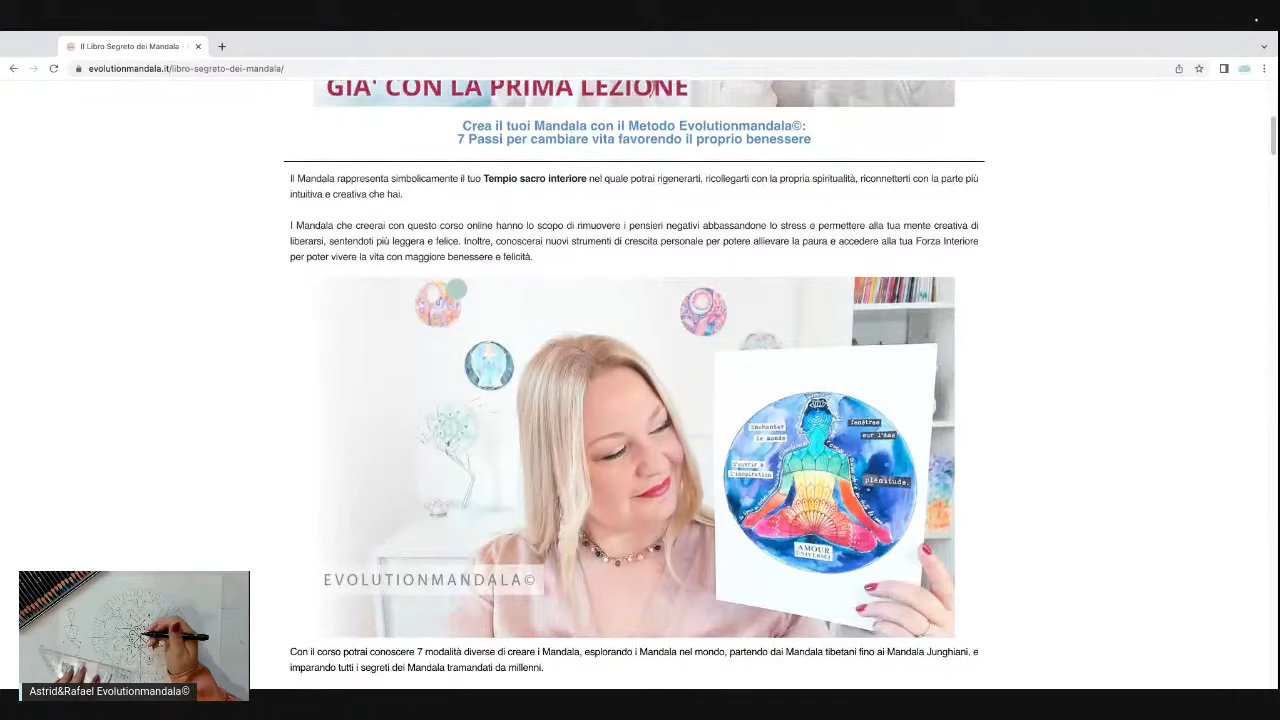 Il Libro Segreto dei Mandala -
evolutionmandala.it/libro-segreto-dei-mandala/
GIA' CON LA PRIMA LEZIONE
Crea il tuoi Mandala con il Metodo Evolutionmandala©:
7 Passi per cambiare vita favorendo il proprio benessere
Il Mandala rappresenta simbolicamente il tuo Tempio sacro interiore nel quale potrai rigenerarti, ricollegarti con la propria spiritualità, riconnetterti con la parte più
intuitiva e creativa che hai.
I Mandala che creerai con questo corso online hanno lo scopo di rimuovere i pensieri negativi abbassandone lo stress e permettere alla tua mente creativa di
liberarsi, sentendoti più leggera e felice. Inoltre, conoscerai nuovi strumenti di crescita personale per potere allievare la paura e accedere alla tua Forza Interiore
per poter vivere la vita con maggiore benessere e felicità.
Enchanter
le monde
fenêtres
sur l'âme
S'ouvrir à
l'inspiration
plénitude.
AMOUR
UNIVERSEL
EVOLUTIONMANDALA©
Con il corso potrai conoscere 7 modalità diverse di creare i Mandala, esplorando i Mandala nel mondo, partendo dai Mandala tibetani fino ai Mandala Junghiani, e
imparando tutti i segreti dei Mandala tramandati da millenni.
Astrid&Rafael Evolutionmandala©